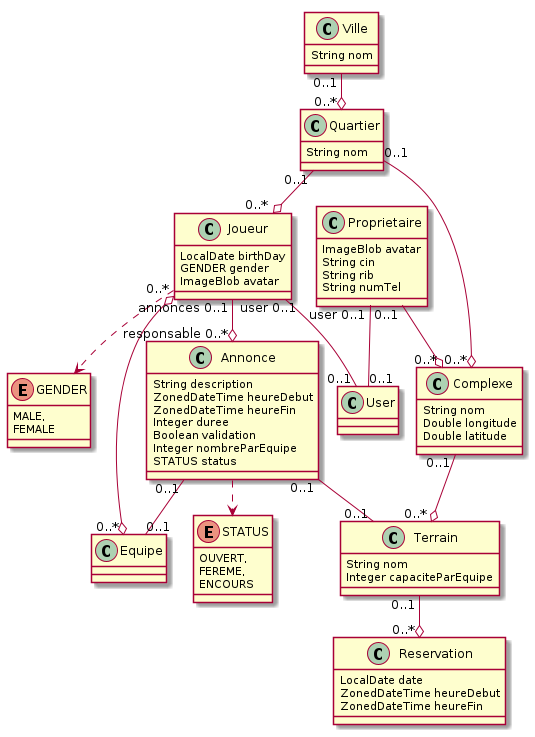 C Ville
String nom
0..1
0..*
C Quartier
String nom
0..1
0..1
0..*
C Joueur
LocalDate birthDay
GENDER gender
ImageBlob avatar
C Proprietaire
ImageBlob avatar
String cin
String rib
String numTel
0..*
annonces 0..1
user 0..1
user 0..1
0..1
responsable 0..*
0..*
0..*
E GENDER
MALE,
FEMALE
C Annonce
String description
ZonedDateTime heureDebut
ZonedDateTime heureFin
Integer duree
Boolean validation
Integer nombreParEquipe
STATUS status
0..1
0..1
C User
C Complexe
String nom
Double longitude
Double latitude
0..1
0..1
0..1
0..*
0..1
0..1
0..*
C Equipe
E STATUS
OUVERT,
FEREME,
ENCOURS
C Terrain
String nom
Integer capaciteParEquipe
0..1
0..*
C Reservation
LocalDate date
ZonedDateTime heureDebut
ZonedDateTime heureFin